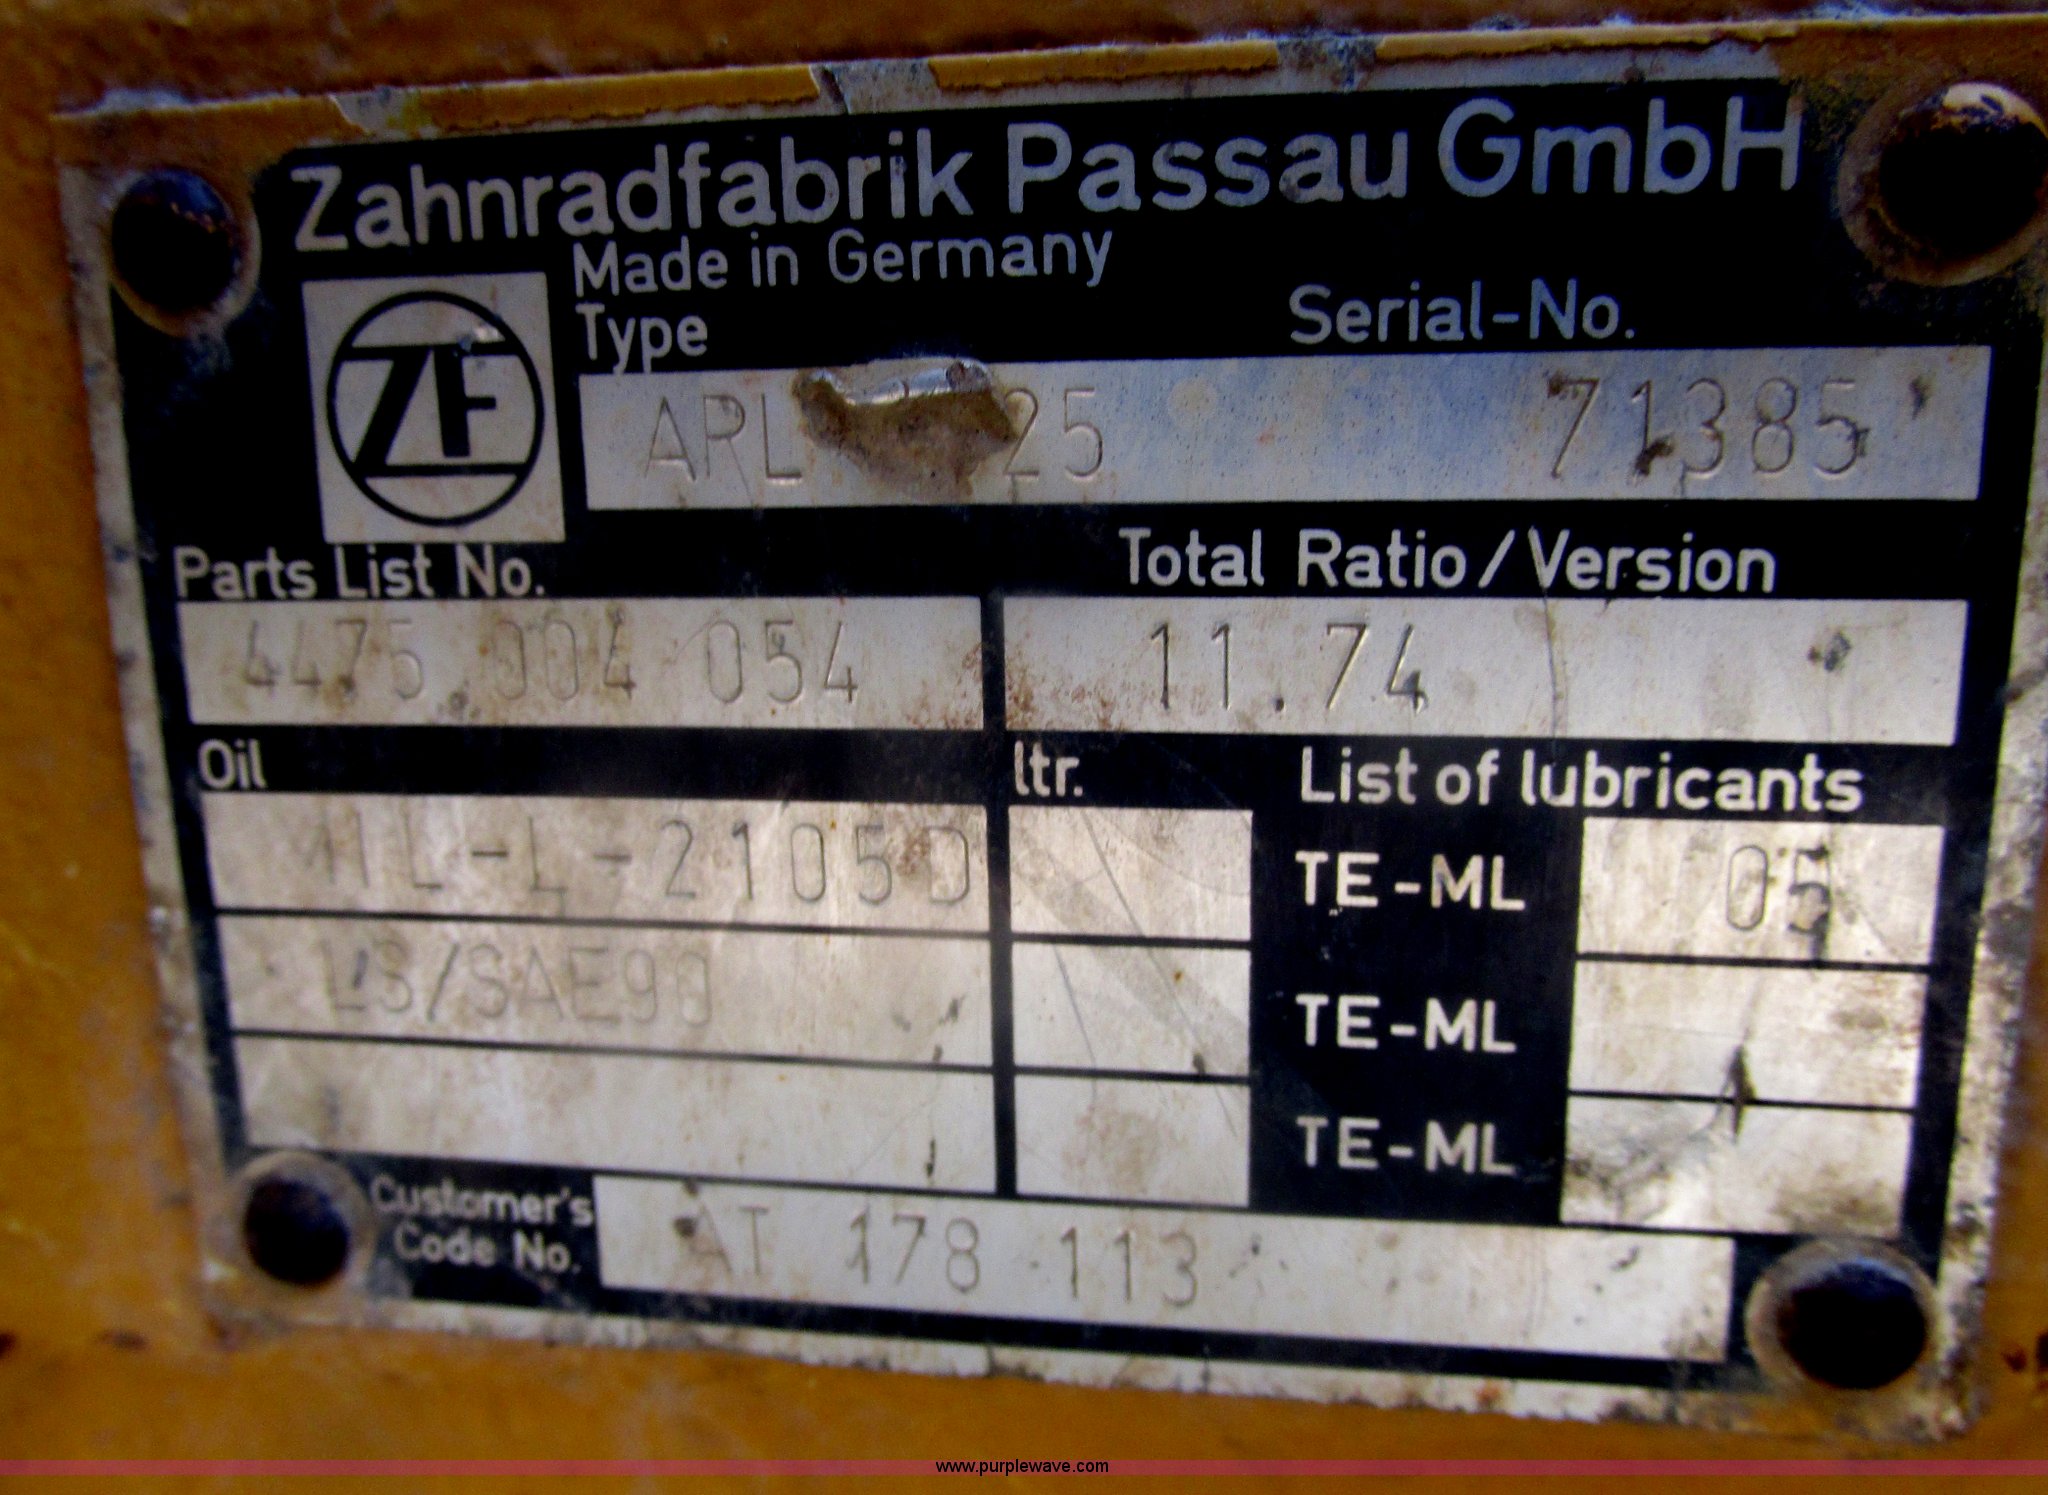 Zahnradfabrik Passau GmbH
Made in Germany
ZF
Type Serial-No.
APL 25 71385
Parts List No. Total Ratio/Version
4475 004 054 11.74
Oil ltr. List of lubricants
TE-ML 05
IL-L-2105D
LS/SAE90 TE-ML
TE-ML
Customer's
Code No. AT 178 113
www.purplewave.com